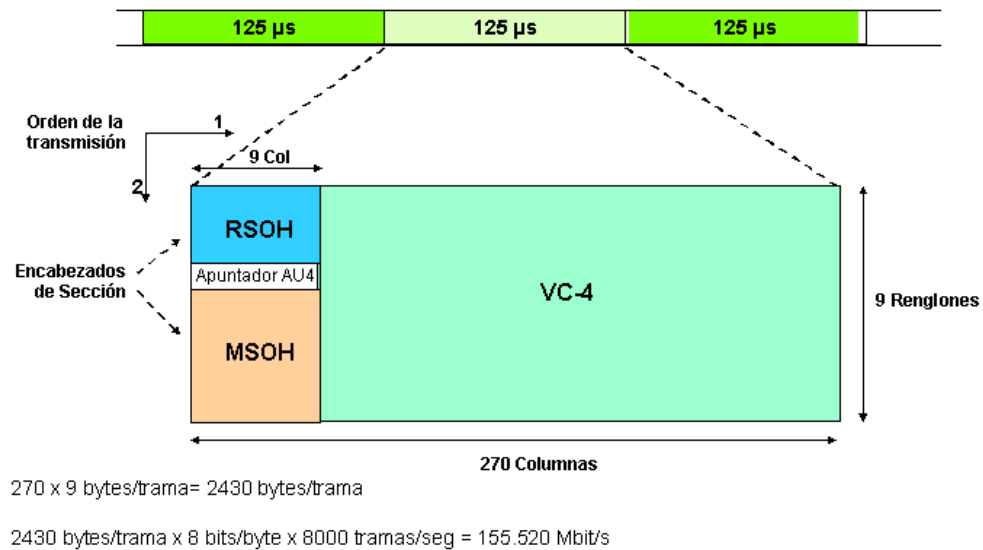 125 µs
125 µs
125 µs
Orden de la
transmisión
1
2
9 Col
RSOH
Apuntador AU4
MSOH
VC-4
Encabezados
de Sección
9 Renglones
270 Columnas
270 x 9 bytes/trama= 2430 bytes/trama
2430 bytes/trama x 8 bits/byte x 8000 tramas/seg = 155.520 Mbit/s